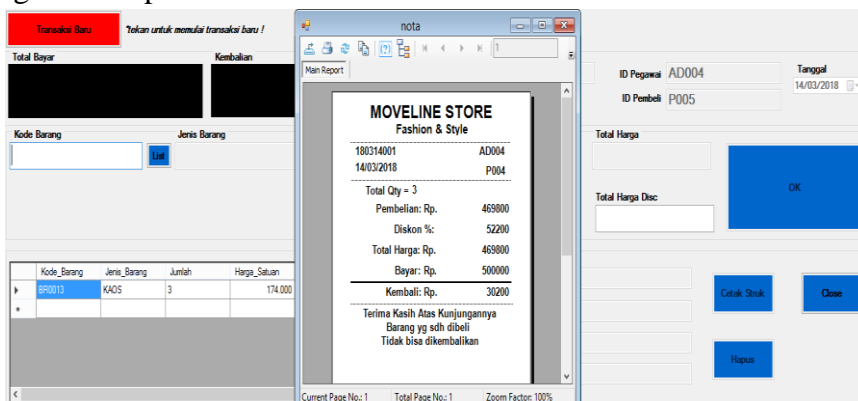 nota
Transaksi Baru
*tekan untuk memulai transaksi baru !
Total Bayar
Kembalian
Kode Barang
Jenis Barang
List
Kode_Barang Jenis_Barang Jumlah Harga_Satuan
BR0013 KAOS 3 174.000
1
Main Report
MOVELINE STORE
Fashion & Style
180314001 AD004
14/03/2018 P004
Total Qty = 3
Pembelian: Rp. 469800
Diskon %: 52200
Total Harga: Rp. 469800
Bayar: Rp. 500000
Kembali: Rp. 30200
Terima Kasih Atas Kunjungannya
Barang yg sdh dibeli
Tidak bisa dikembalikan
Current Page No.: 1 Total Page No.: 1 Zoom Factor: 100%
ID Pegawai AD004
ID Pembeli P005
Tanggal
14/03/2018
Total Harga
Total Harga Disc
OK
Cetak Struk
Close
Hapus